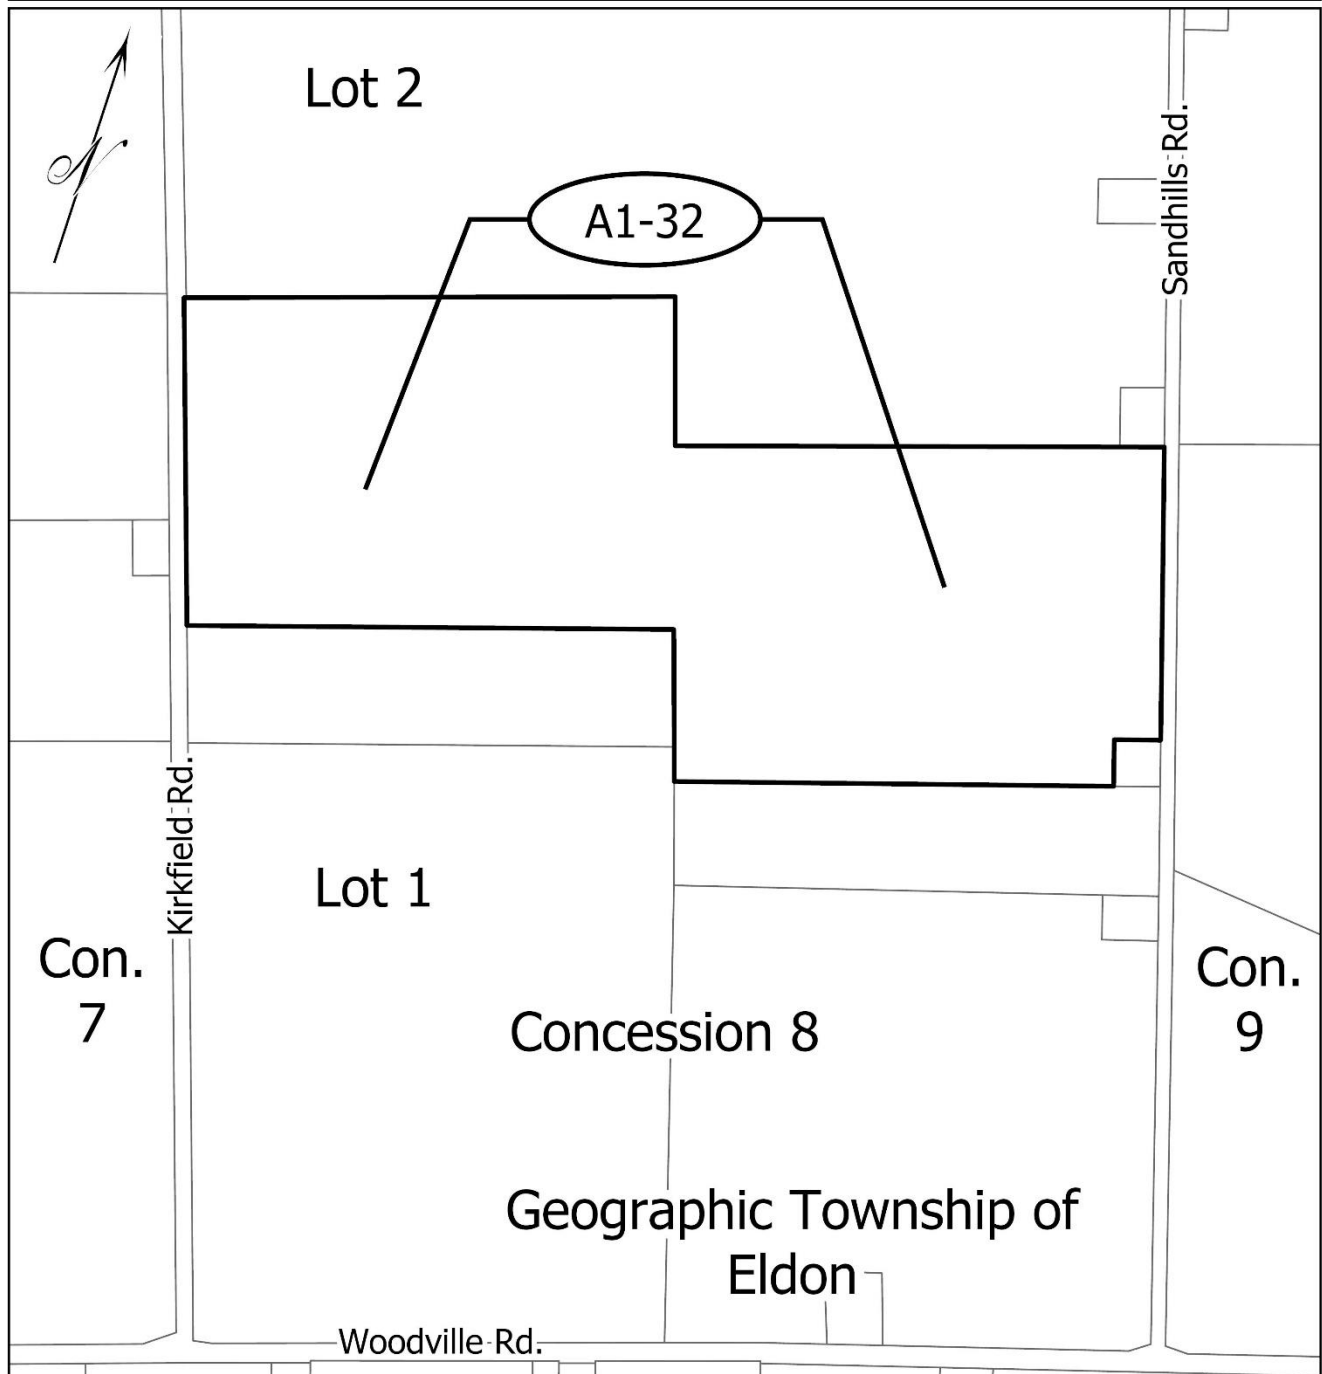 Lot 2
N
A1-32
Sandhills Rd.
Kirkfield Rd.
Lot 1
Con.
7
Con.
9
Concession 8
Geographic Township of
Eldon
Woodville Rd.